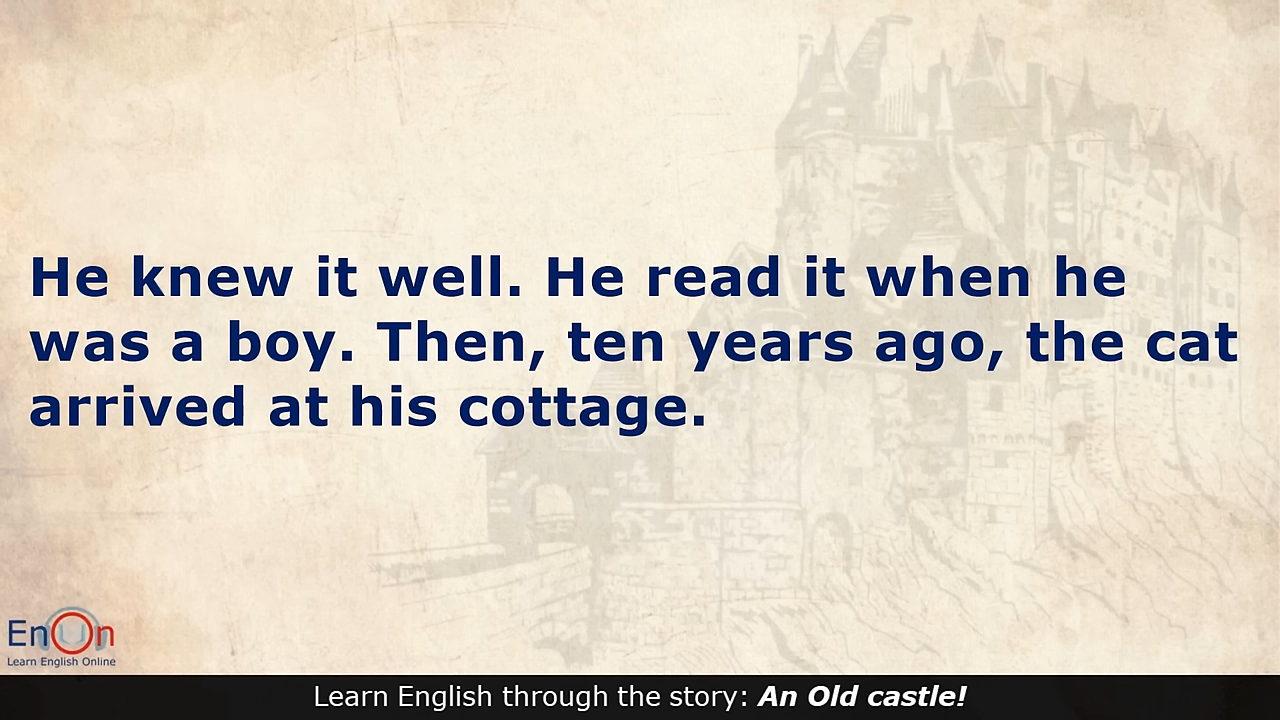 He knew it well. He read it when he
was a boy. Then, ten years ago, the cat
arrived at his cottage.
EnOn
Learn English Online
Learn English through the story: An Old castle!